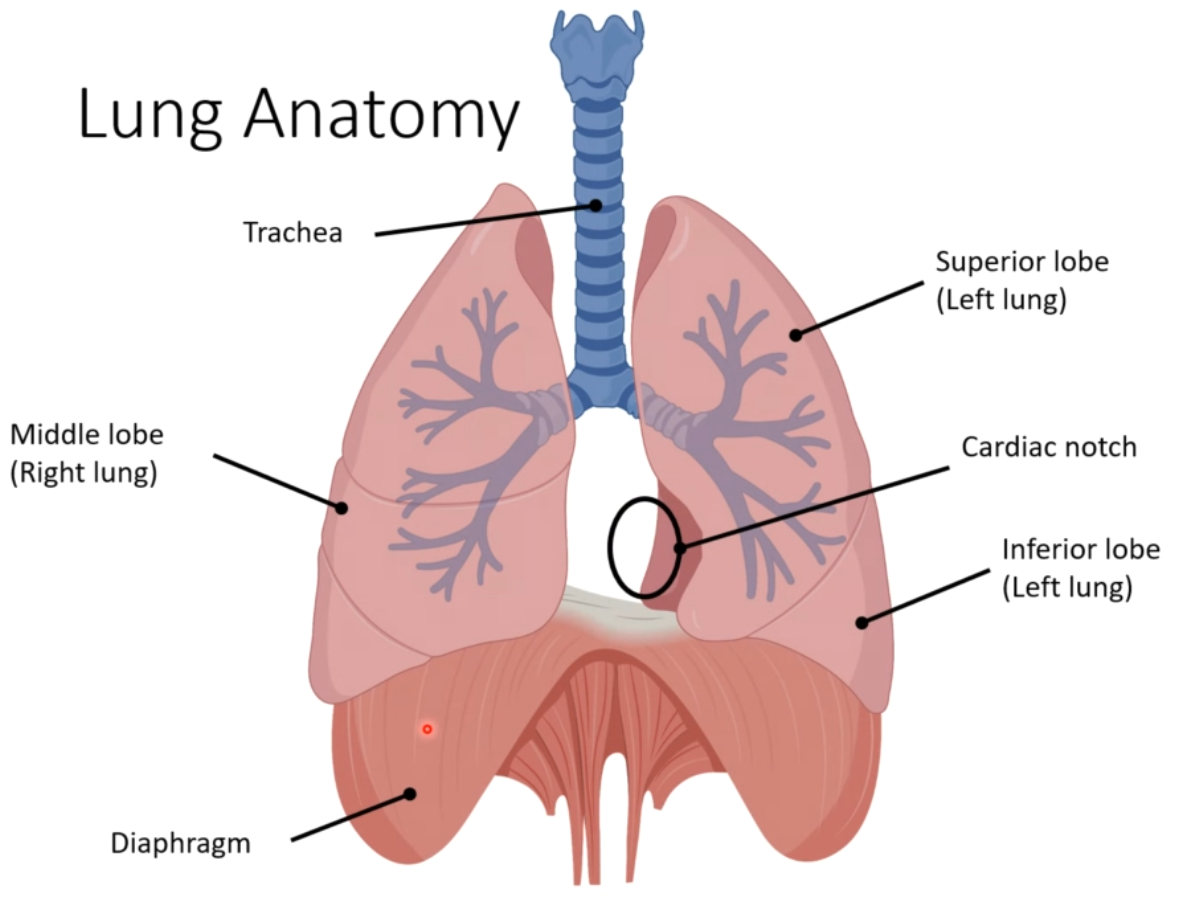 Lung Anatomy
Trachea
Superior lobe
(Left lung)
Middle lobe
(Right lung)
Cardiac notch
Inferior lobe
(Left lung)
Diaphragm